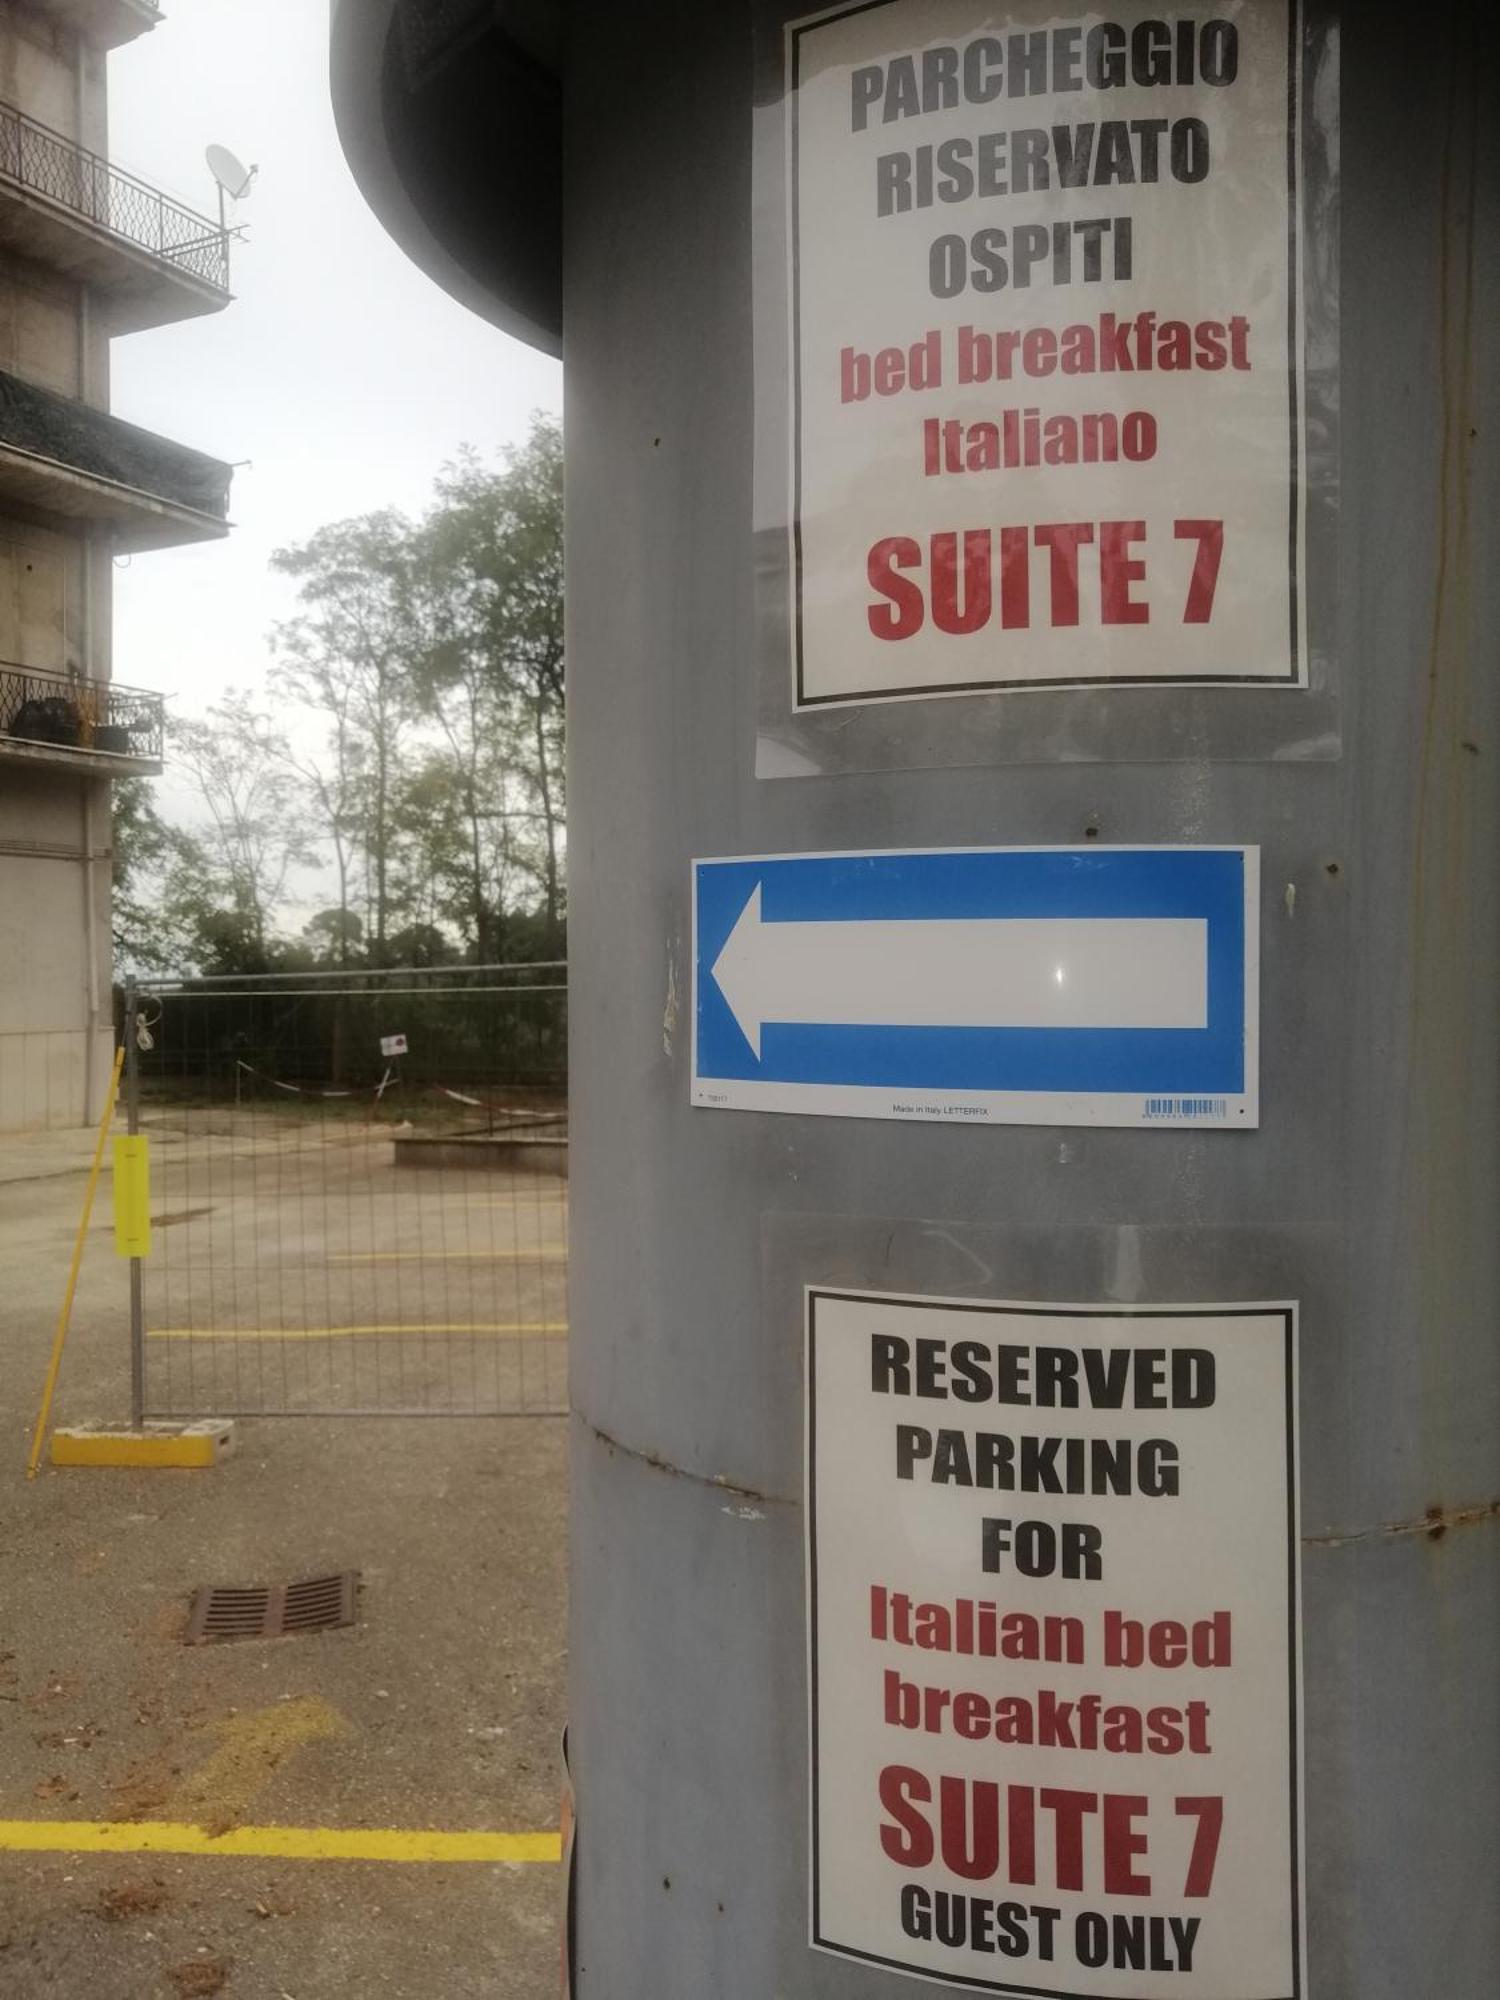 PARCHEGGIO
RISERVATO
OSPITI
bed breakfast
Italiano
SUITE 7
Made in Italy LETTERFIX
RESERVED
PARKING
FOR
Italian bed
breakfast
SUITE 7
GUEST ONLY